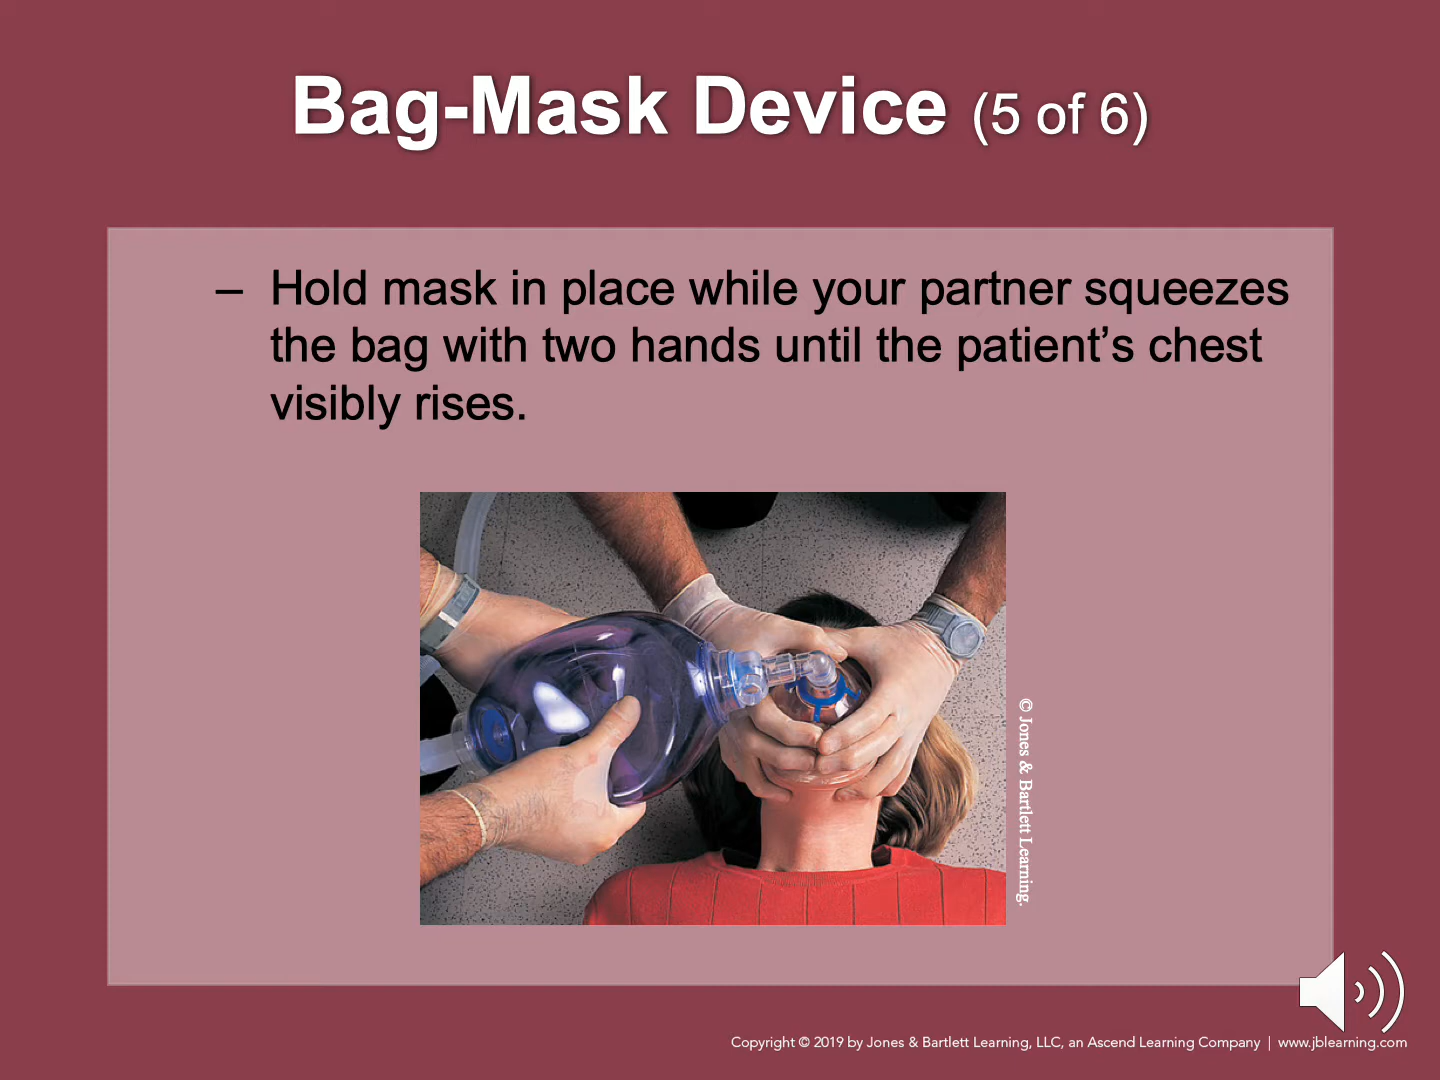 Bag-Mask Device (5 of 6)
– Hold mask in place while your partner squeezes
the bag with two hands until the patient’s chest
visibly rises.
© Jones & Bartlett Learning.
Copyright © 2019 by Jones & Bartlett Learning, LLC, an Ascend Learning Company | www.jblearning.com